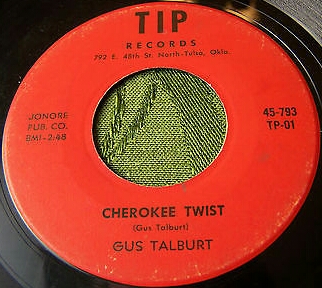 TIP
RECORDS
792 E. 48th St. North-Tulsa, Okla.
JONORE
PUB. CO.
BMI-2:48
45-793
TP-01
CHEROKEE TWIST
(Gus Talburt)
GUS TALBURT